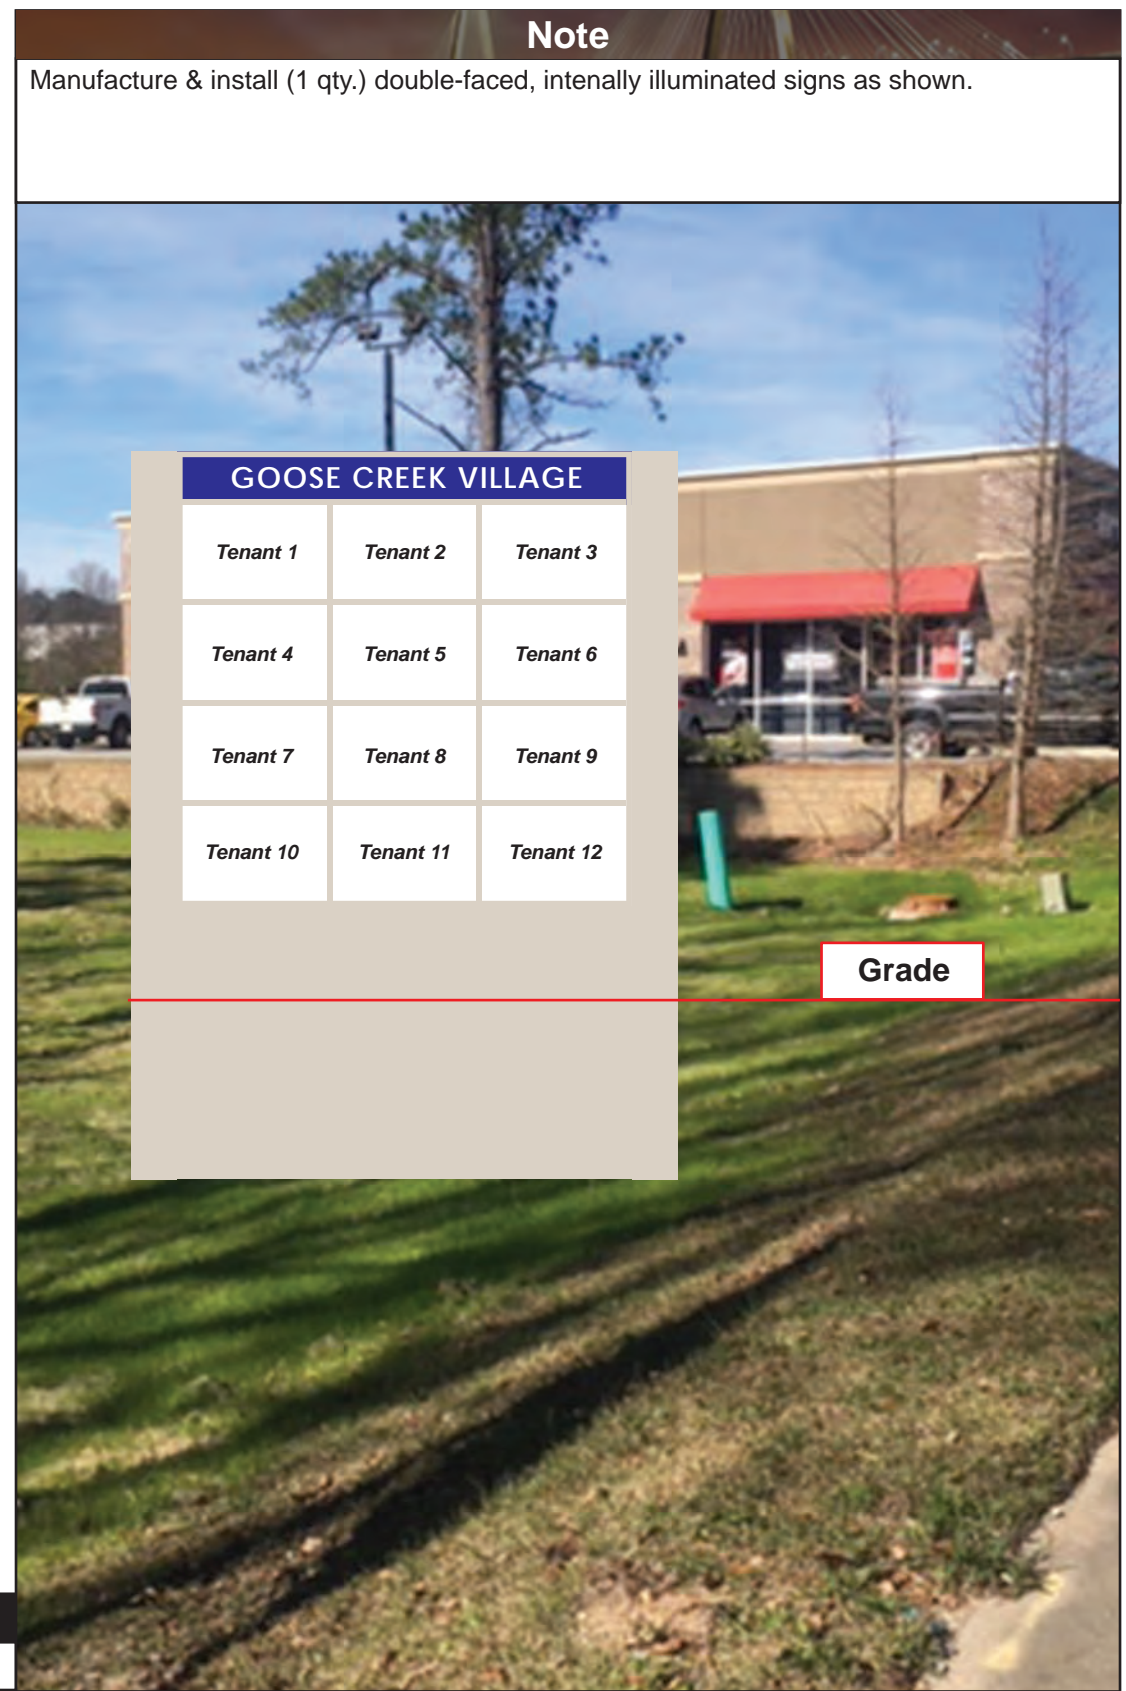 Note
Manufacture & install (1 qty.) double-faced, intenally illuminated signs as shown.
GOOSE CREEK VILLAGE
Tenant 1 Tenant 2 Tenant 3
Tenant 4 Tenant 5 Tenant 6
Tenant 7 Tenant 8 Tenant 9
Tenant 10 Tenant 11 Tenant 12
Grade